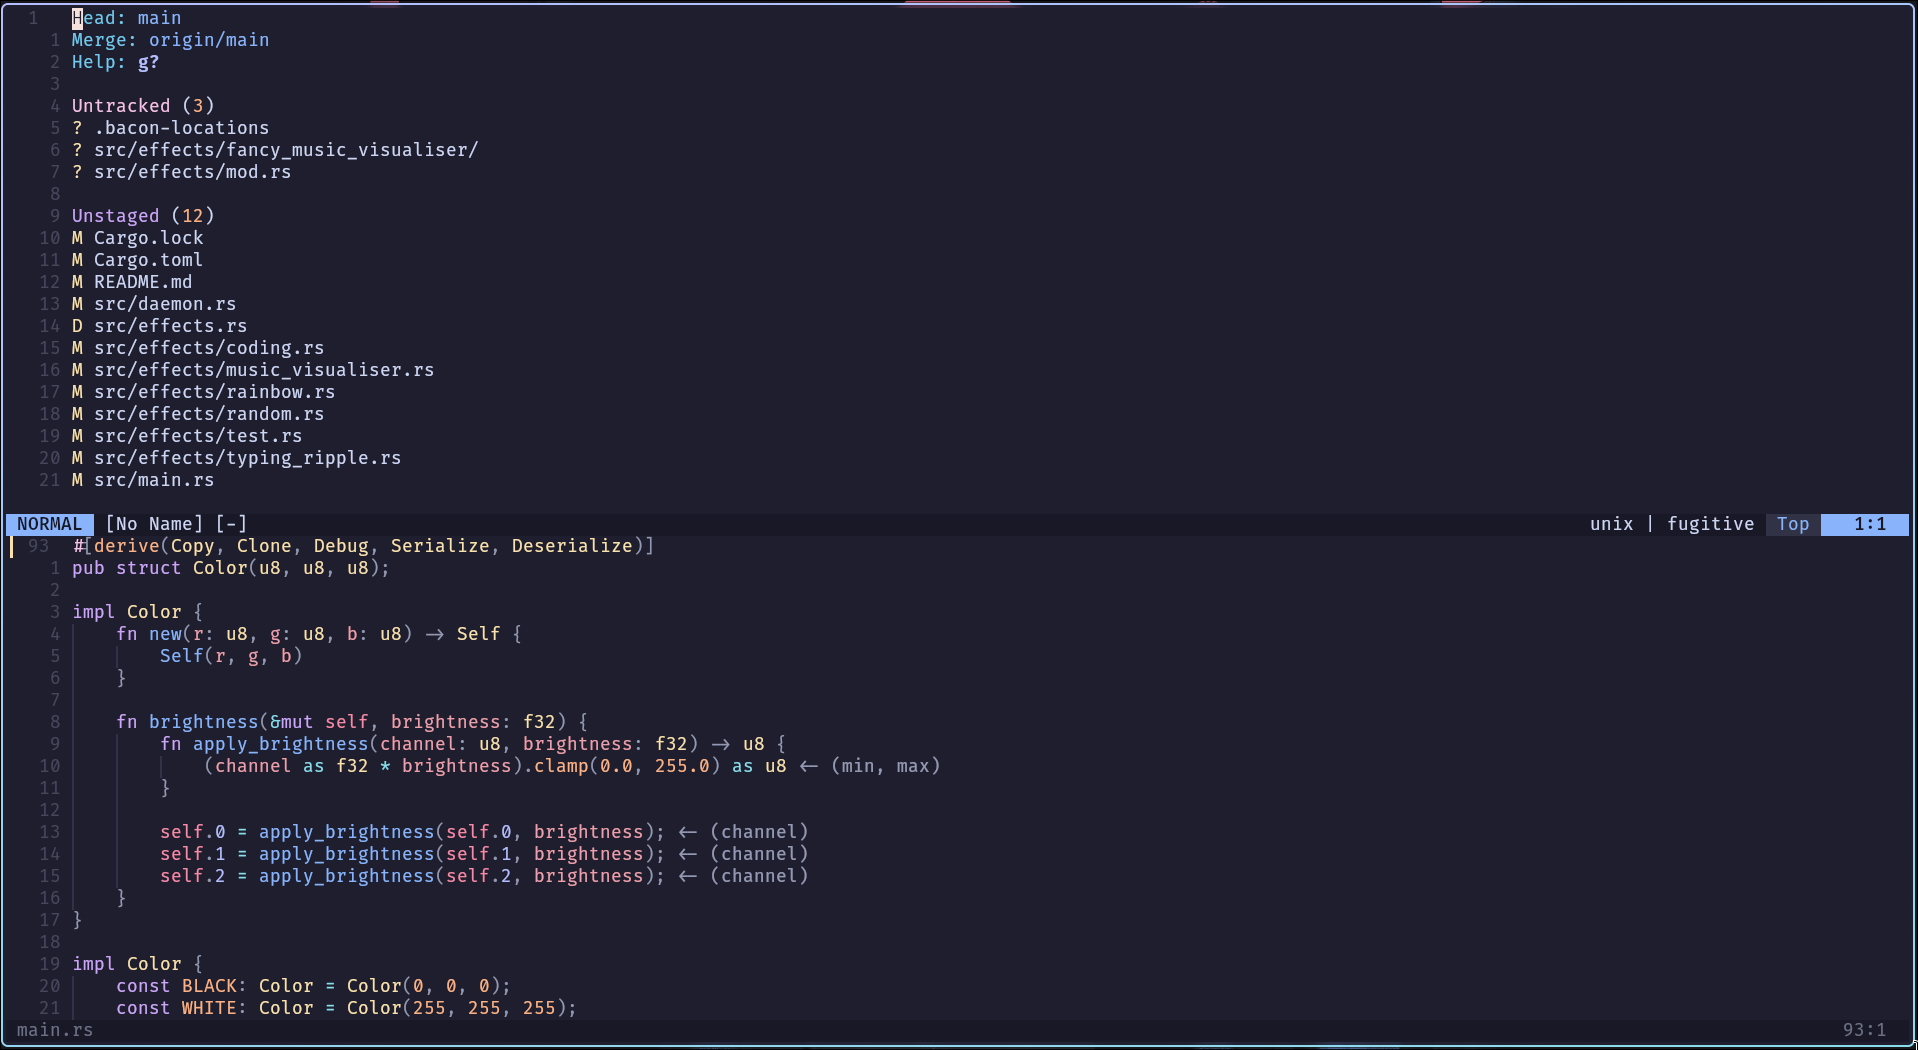 1 Head: main
1 Merge: origin/main
2 Help: g?
3
4 Untracked (3)
5 ? .bacon-locations
6 ? src/effects/fancy_music_visualiser/
7 ? src/effects/mod.rs
8
9 Unstaged (12)
10 M Cargo.lock
11 M Cargo.toml
12 M README.md
13 M src/daemon.rs
14 D src/effects.rs
15 M src/effects/coding.rs
16 M src/effects/music_visualiser.rs
17 M src/effects/rainbow.rs
18 M src/effects/random.rs
19 M src/effects/test.rs
20 M src/effects/typing_ripple.rs
21 M src/main.rs
NORMAL [No Name] [-] unix | fugitive Top 1:1
93 #[derive(Copy, Clone, Debug, Serialize, Deserialize)]
1 pub struct Color(u8, u8, u8);
2
3 impl Color {
4 fn new(r: u8, g: u8, b: u8) -> Self {
5 Self(r, g, b)
6 }
7
8 fn brightness(&mut self, brightness: f32) {
9 fn apply_brightness(channel: u8, brightness: f32) -> u8 {
10 (channel as f32 * brightness).clamp(0.0, 255.0) as u8 <- (min, max)
11 }
12
13 self.0 = apply_brightness(self.0, brightness); <- (channel)
14 self.1 = apply_brightness(self.1, brightness); <- (channel)
15 self.2 = apply_brightness(self.2, brightness); <- (channel)
16 }
17 }
18
19 impl Color {
20 const BLACK: Color = Color(0, 0, 0);
21 const WHITE: Color = Color(255, 255, 255);
main.rs 93:1